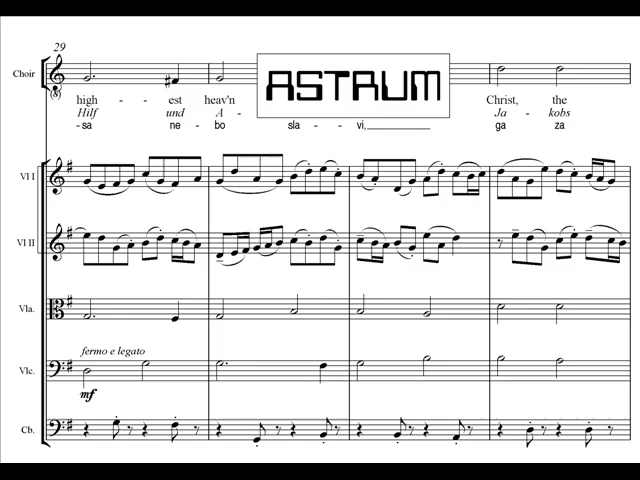 29
Choir
ASTRUM
high - - est heav'n Christ, the
Hilf und A - Ja - kobs
- sa ne - bo sla - - vi, ga za
Vl I
Vl II
Vla.
fermo e legato
Vlc.
mf
Cb.